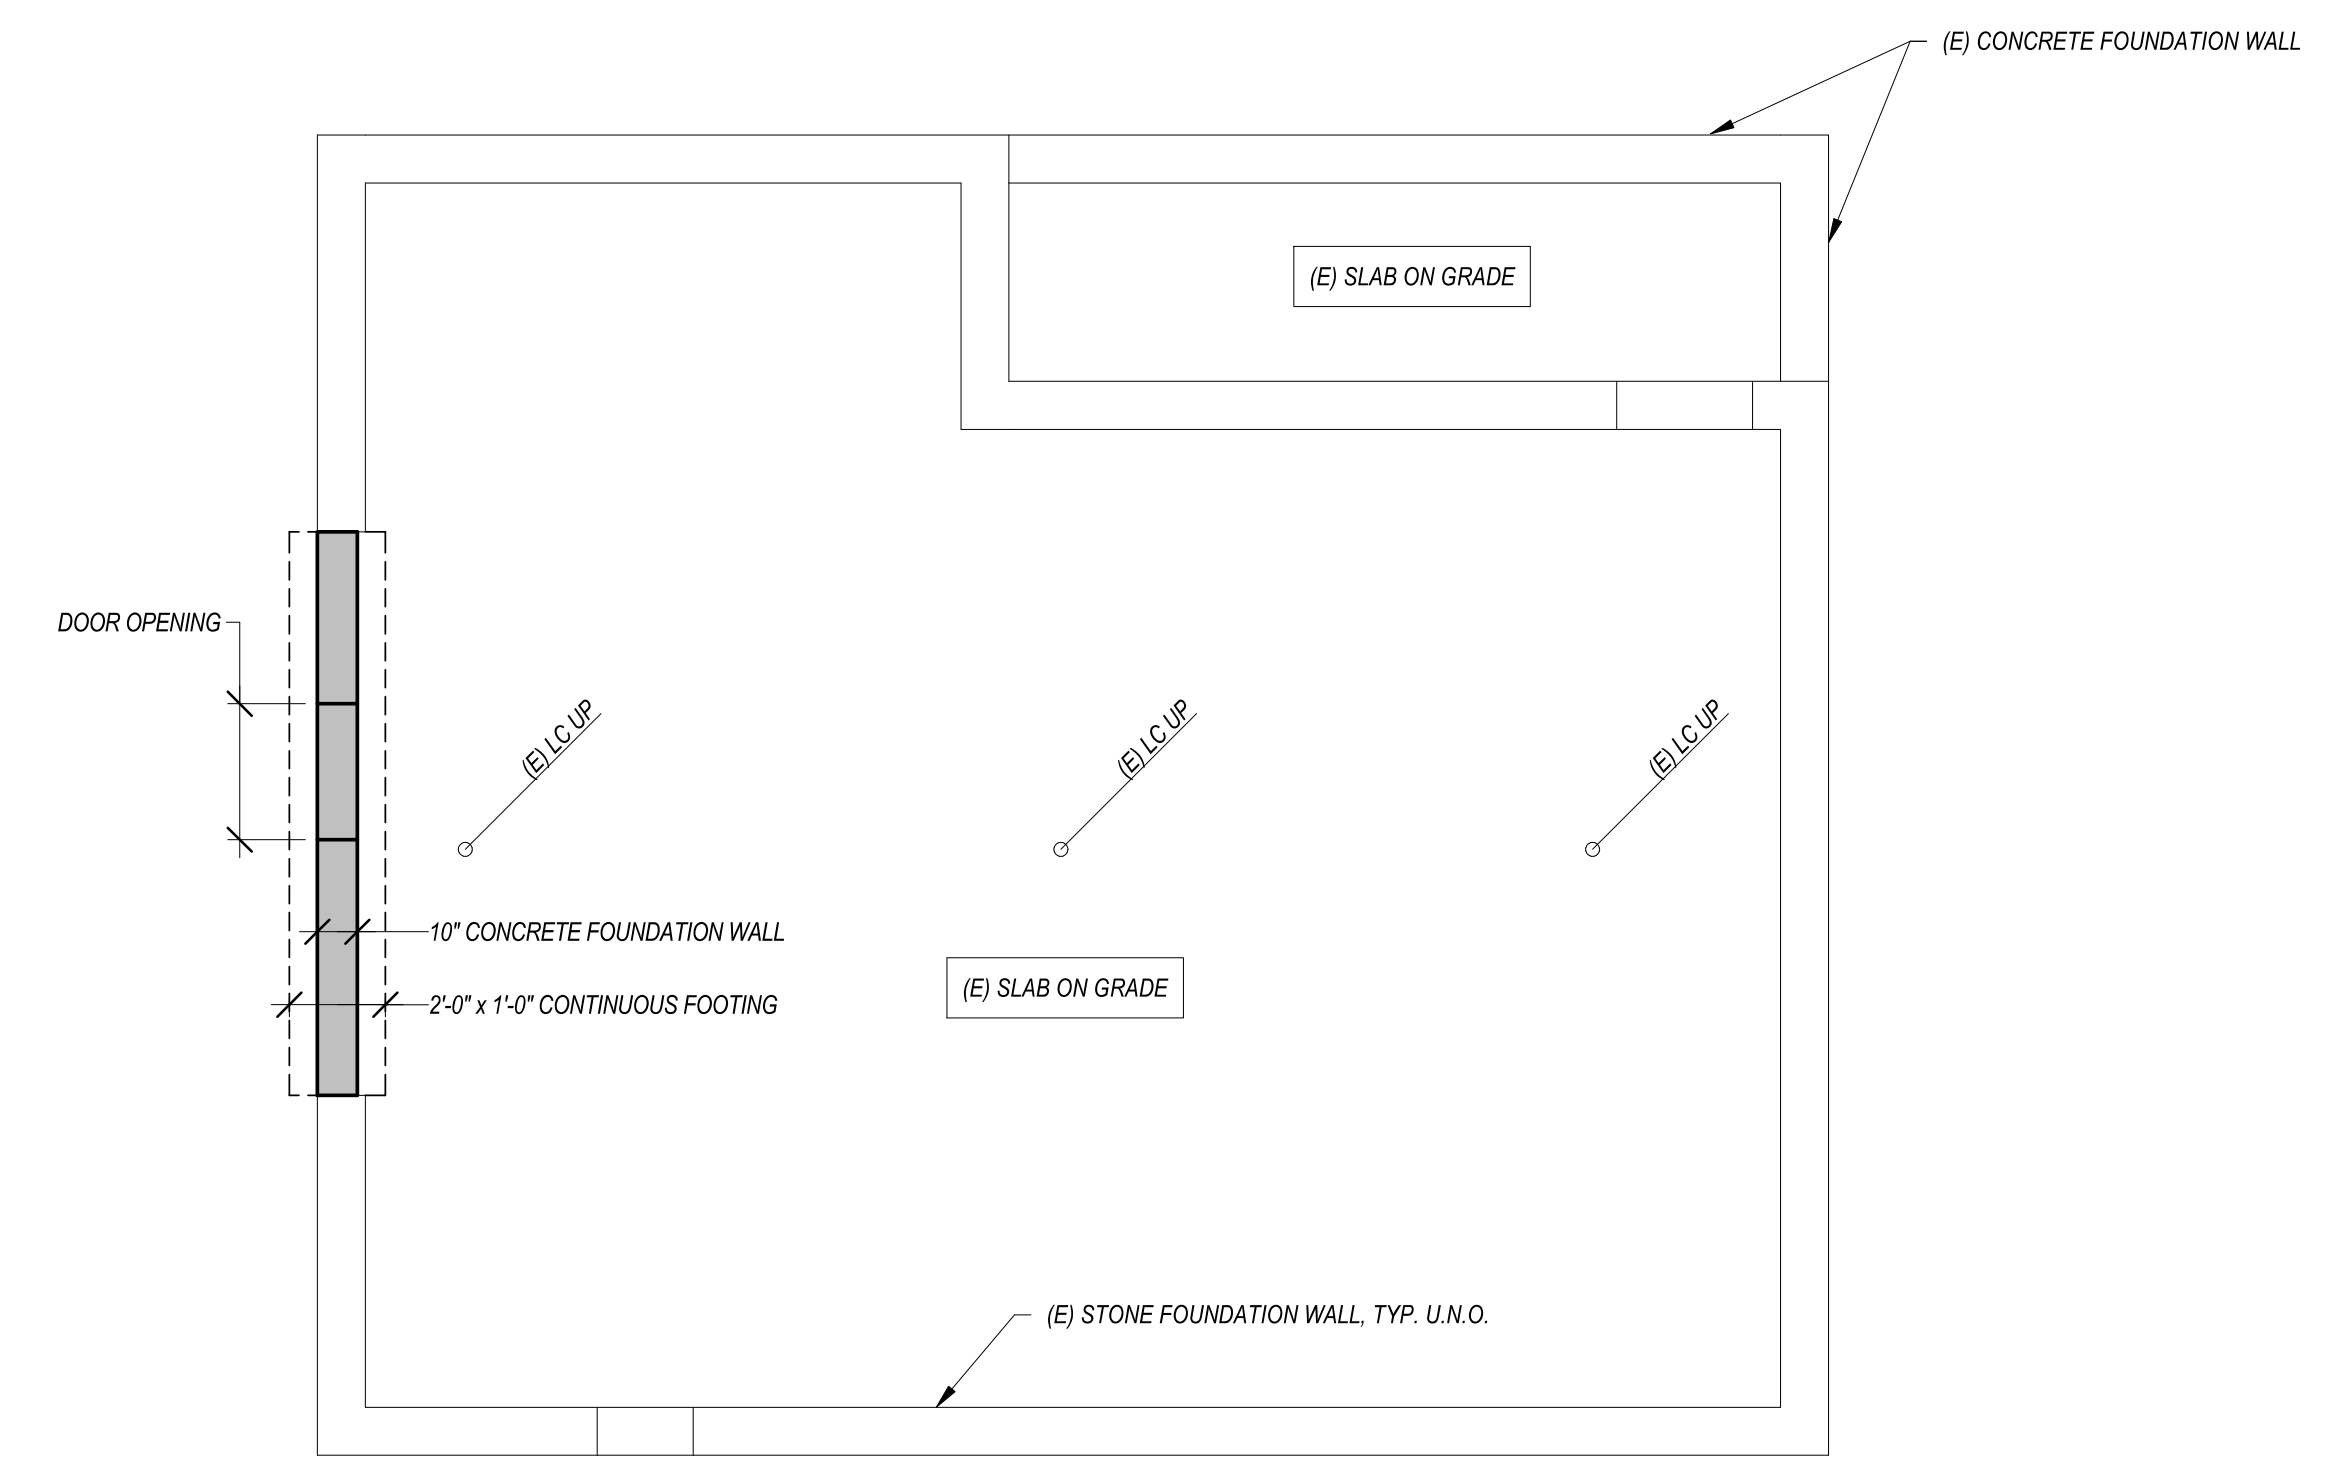 (E) CONCRETE FOUNDATION WALL
(E) SLAB ON GRADE
DOOR OPENING
(E) LC UP
(E) LC UP
(E) LC UP
10" CONCRETE FOUNDATION WALL
(E) SLAB ON GRADE
2'-0" x 1'-0" CONTINUOUS FOOTING
(E) STONE FOUNDATION WALL, TYP. U.N.O.